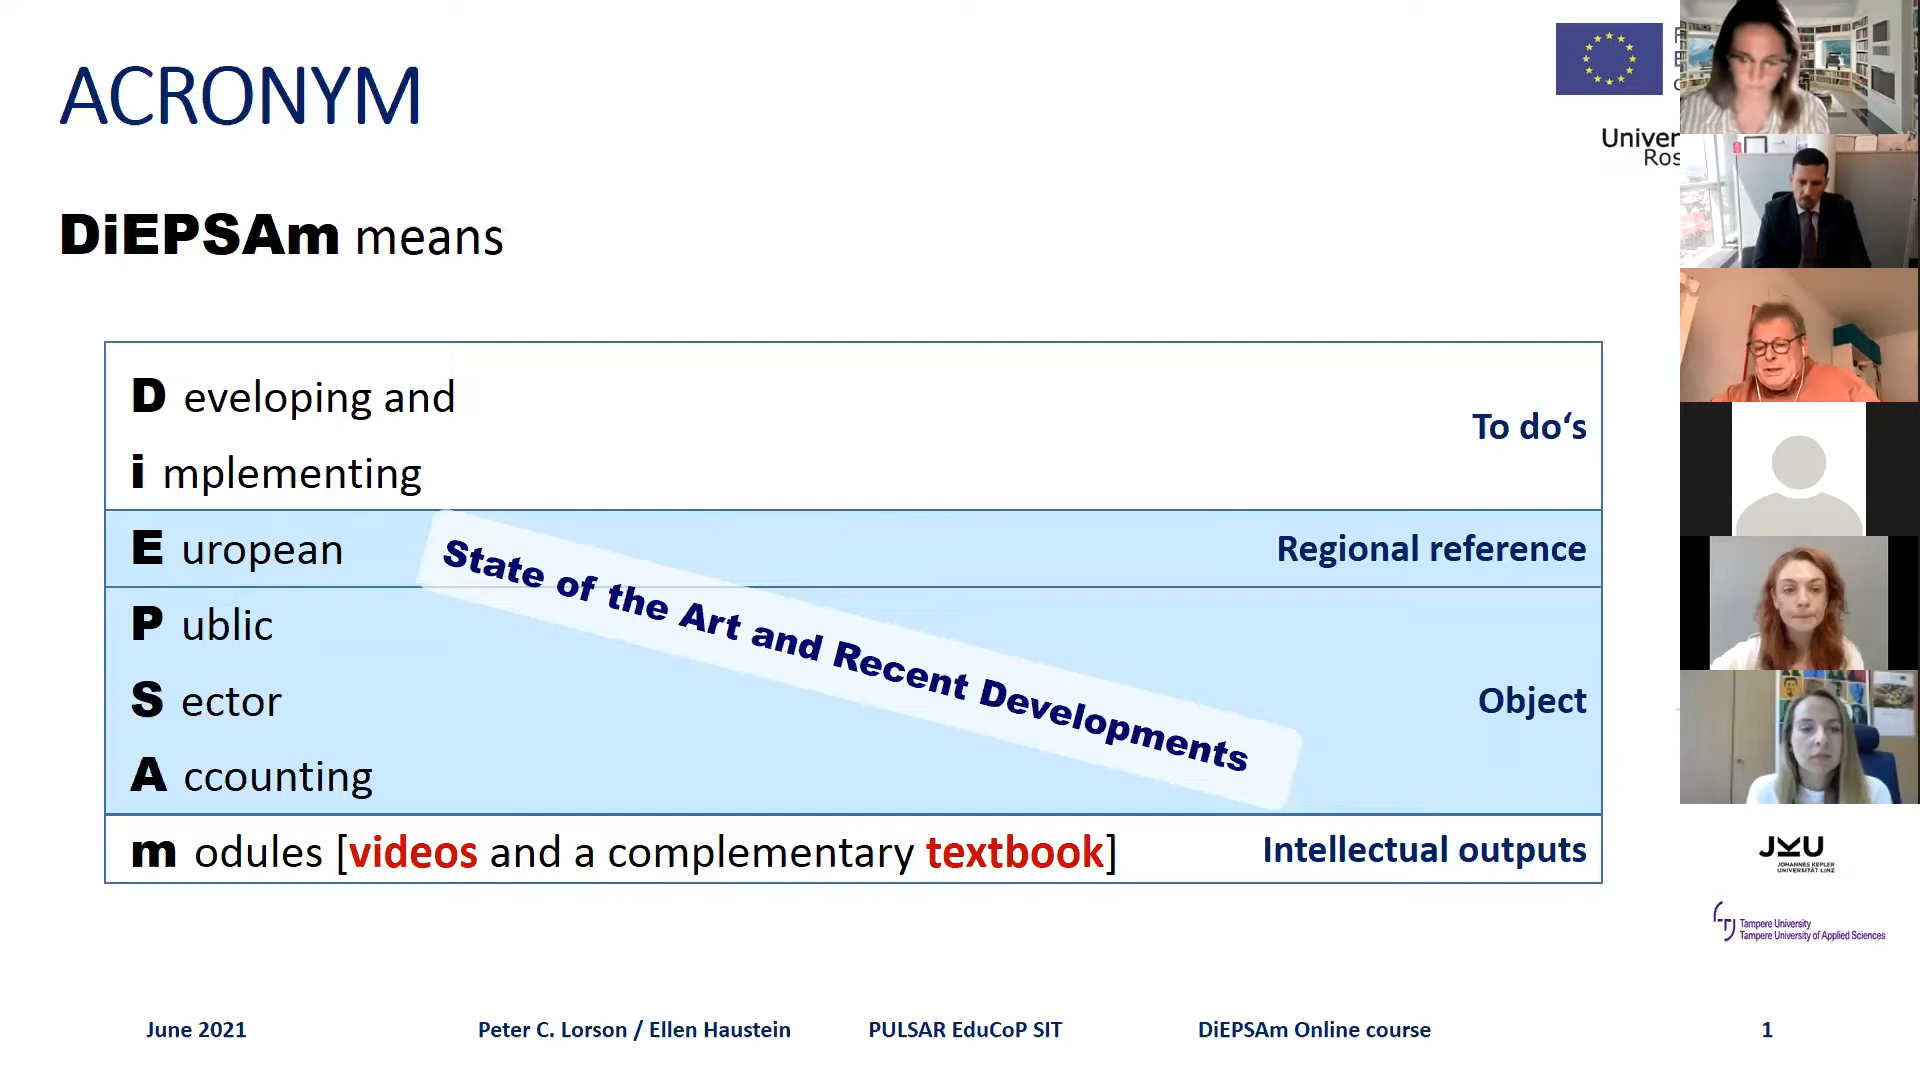 ACRONYM
Univer
Ros
DiEPSAm means
D eveloping and
To do‘s
i mplementing
E uropean
Regional reference
State of the Art and Recent Developments
P ublic
S ector
Object
A ccounting
m odules [videos and a complementary textbook]
Intellectual outputs
JKU
JOHANNES KEPLER
UNIVERSITÄT LINZ
Tampere University
Tampere University of Applied Sciences
June 2021 Peter C. Lorson / Ellen Haustein PULSAR EduCoP SIT DiEPSAm Online course 1